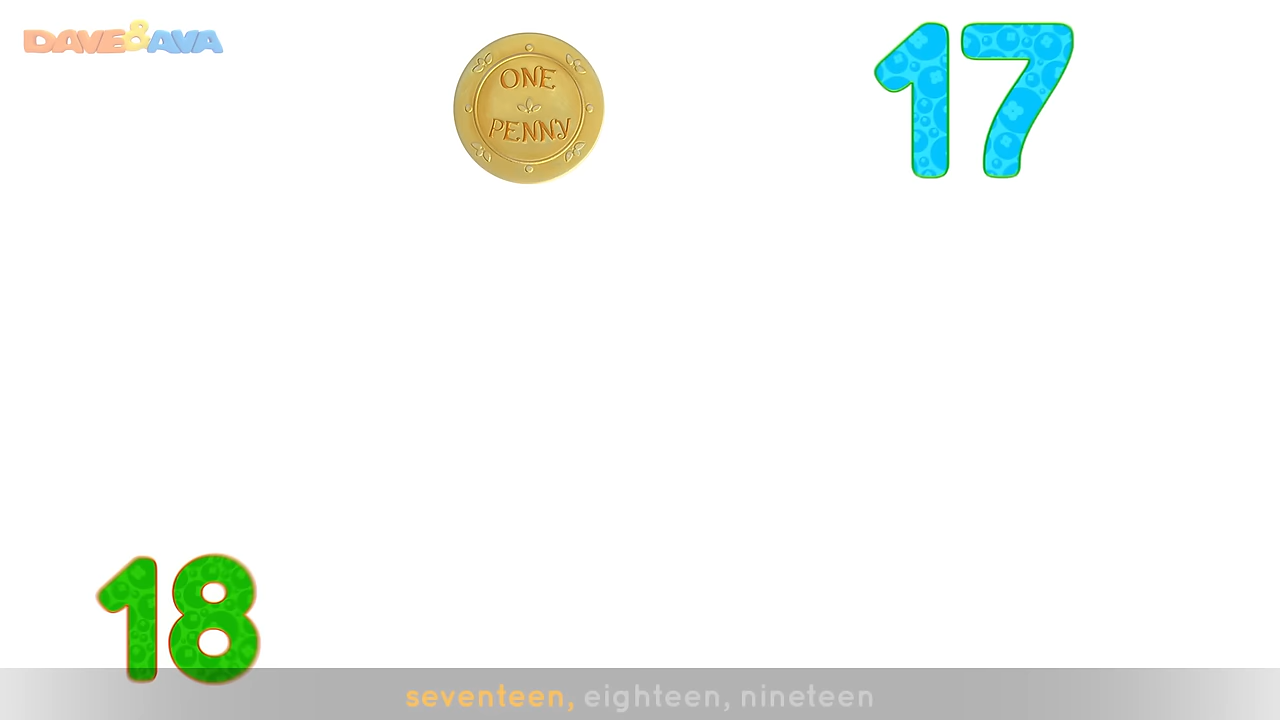 DAVE&AVA
ONE
PENNY
17
18
seventeen, eighteen, nineteen